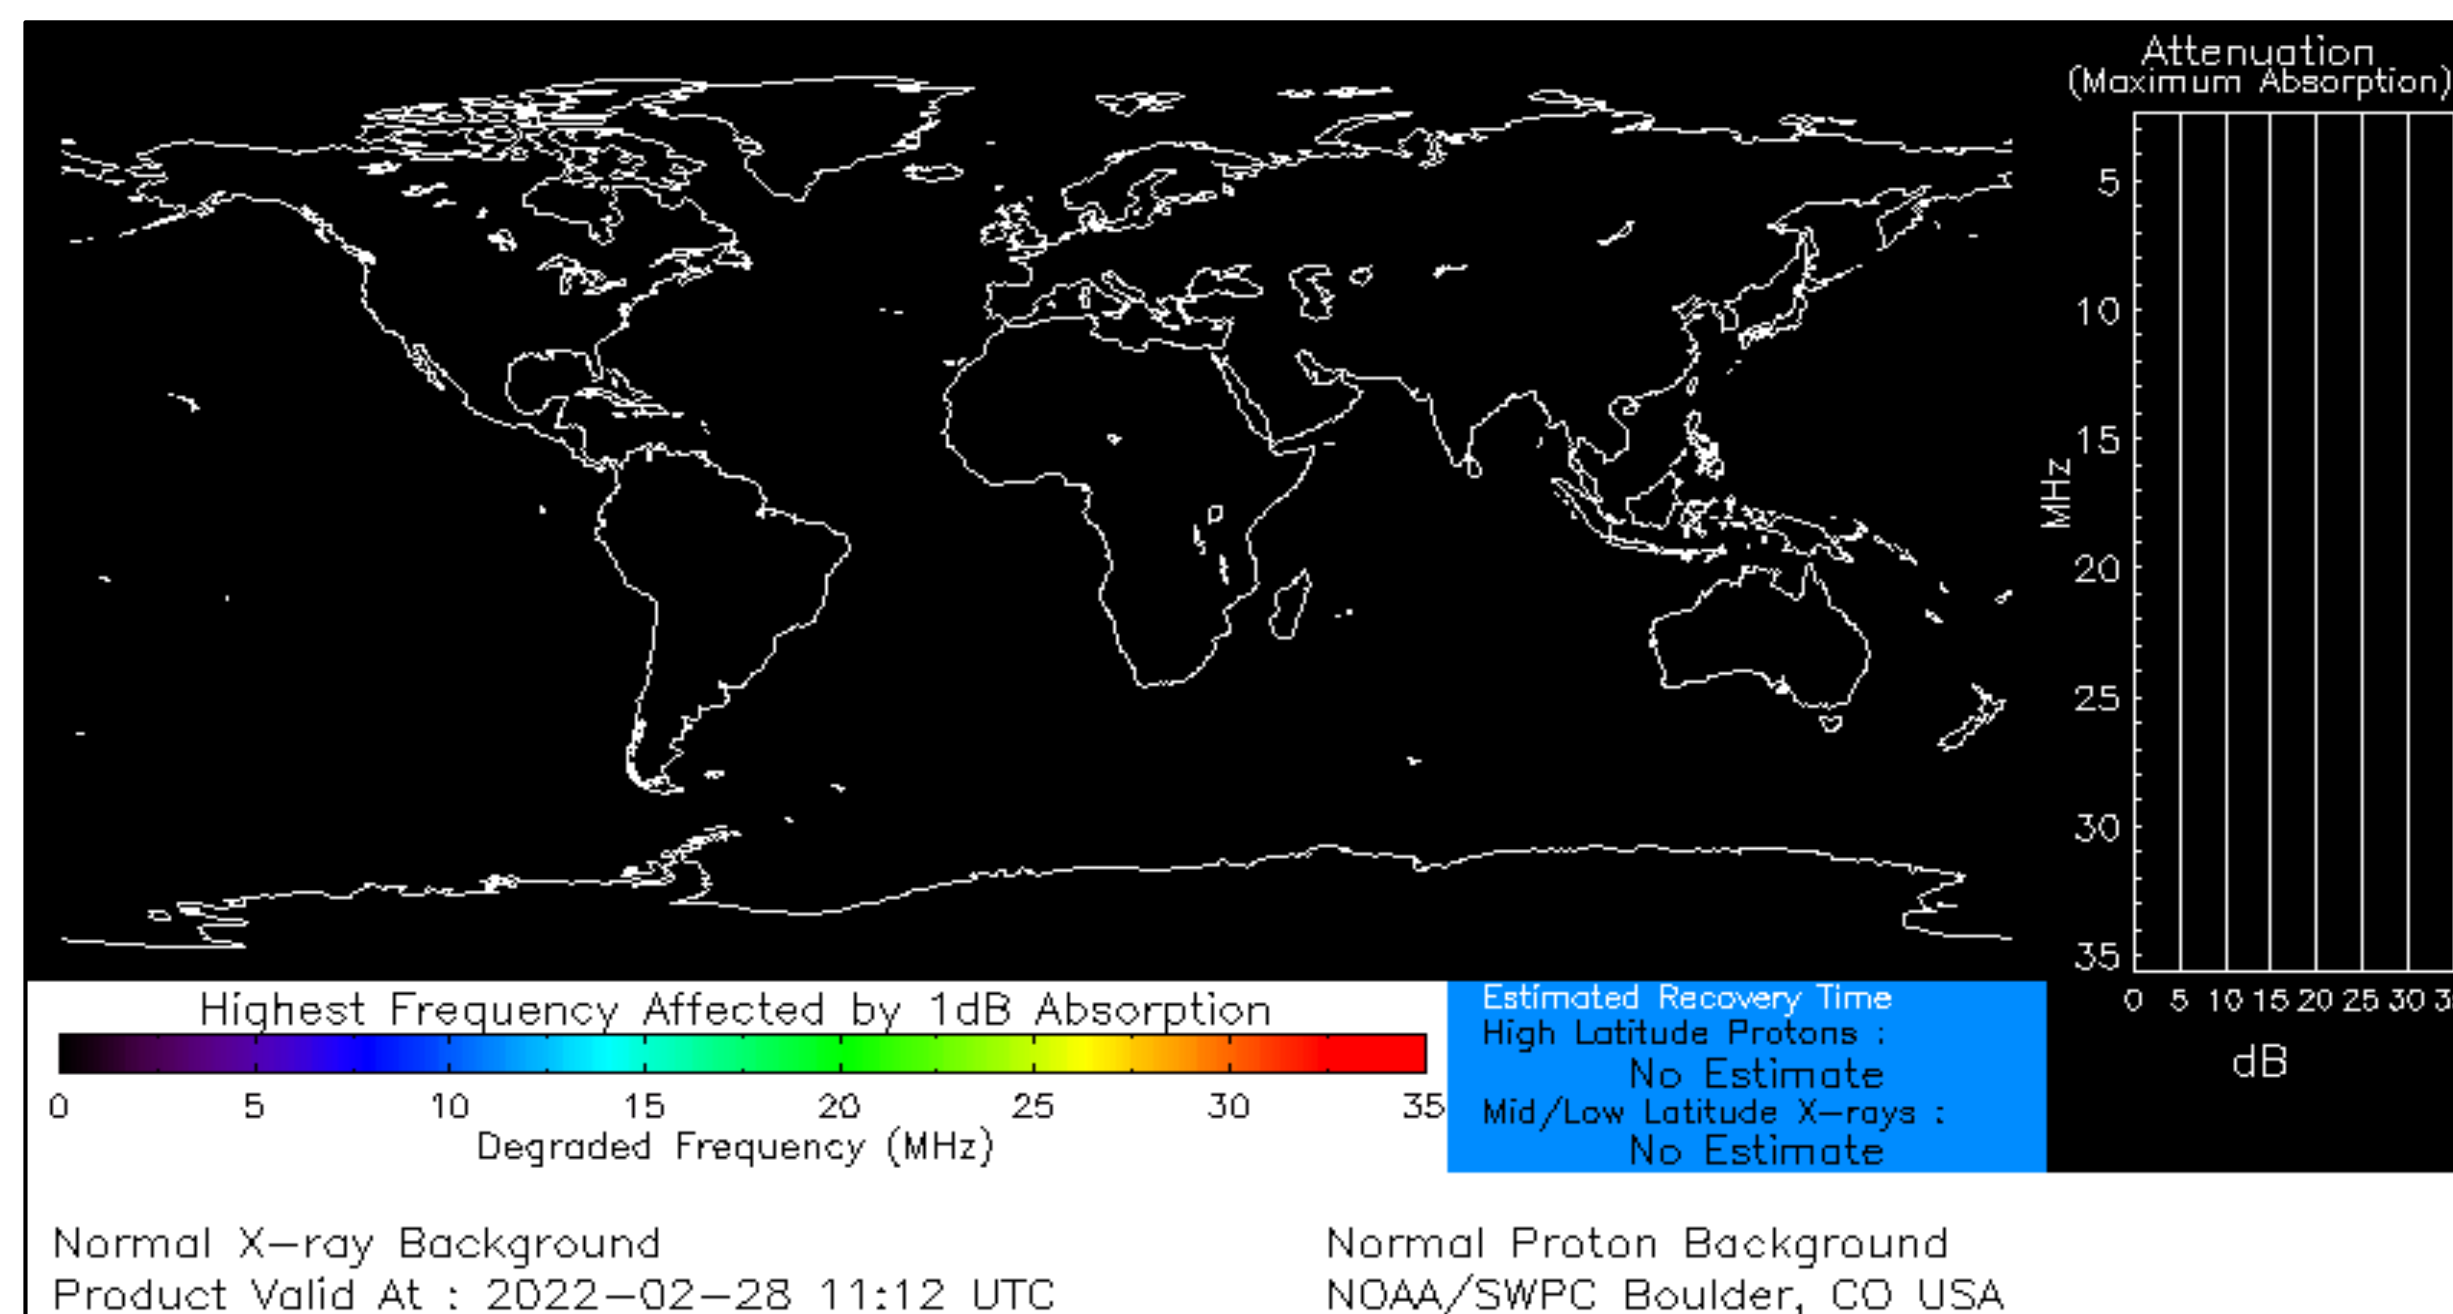 Attenuation
(Maximum Absorption)
5
10
15
20
25
30
35
MHz
0 5 10 15 20 25 30 3
dB
Highest Frequency Affected by 1dB Absorption
0 5 10 15 20 25 30 35
Degraded Frequency (MHz)
Estimated Recovery Time
High Latitude Protons :
No Estimate
Mid/Low Latitude X-rays :
No Estimate
Normal X-ray Background
Normal Proton Background
Product Valid At : 2022-02-28 11:12 UTC
NOAA/SWPC Boulder, CO USA